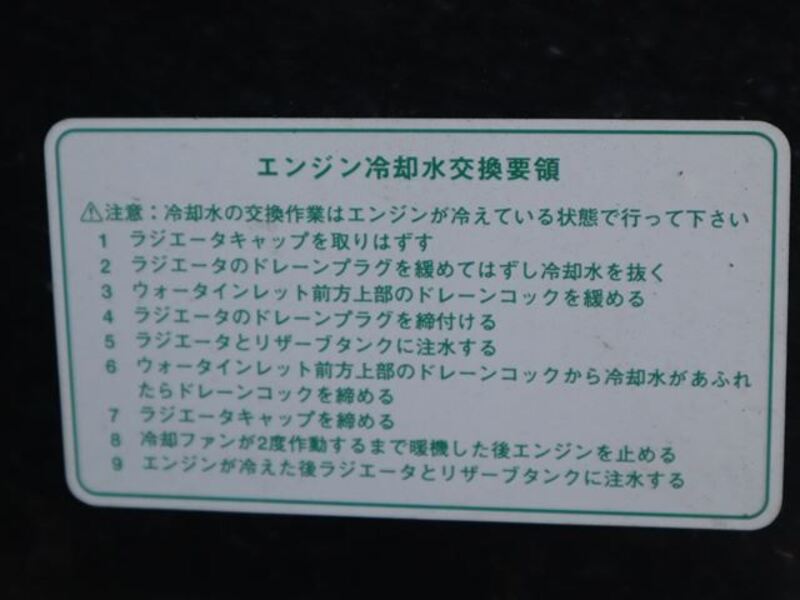 エンジン冷却水交換要領
⚠注意：冷却水の交換作業はエンジンが冷えている状態で行って下さい
1 ラジエータキャップを取りはずす
2 ラジエータのドレーンプラグを緩めてはずし冷却水を抜く
3 ウォータインレット前方上部のドレーンコックを緩める
4 ラジエータのドレーンプラグを締付ける
5 ラジエータとリザーブタンクに注水する
6 ウォータインレット前方上部のドレーンコックから冷却水があふれ
たらドレーンコックを締める
7 ラジエータキャップを締める
8 冷却ファンが2度作動するまで暖機した後エンジンを止める
9 エンジンが冷えた後ラジエータとリザーブタンクに注水する